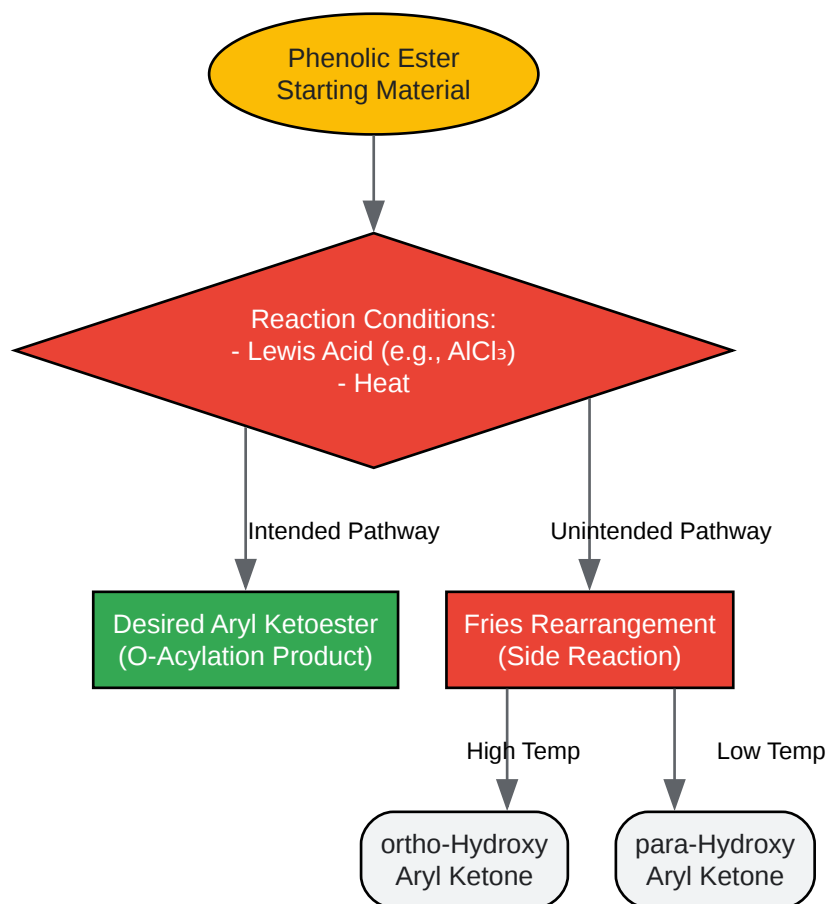 Phenolic Ester
Starting Material
Reaction Conditions:
- Lewis Acid (e.g., AlCl₃)
- Heat
Intended Pathway
Unintended Pathway
Desired Aryl Ketoester
(O-Acylation Product)
Fries Rearrangement
(Side Reaction)
High Temp
Low Temp
ortho-Hydroxy
Aryl Ketone
para-Hydroxy
Aryl Ketone